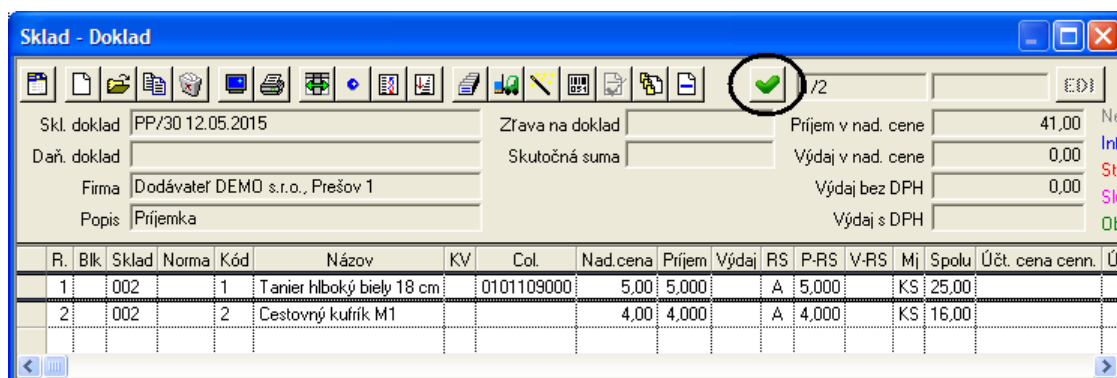 Sklad - Doklad
1/2 EDI
Skl. doklad PP/30 12.05.2015 Zľava na doklad Príjem v nad. cene 41,00
Daň. doklad Skutočná suma Výdaj v nad. cene 0,00
Firma Dodávateľ DEMO s.r.o., Prešov 1 Výdaj bez DPH 0,00
Popis Príjemka Výdaj s DPH
R. Blk Sklad Norma Kód Názov KV Col. Nad.cena Príjem Výdaj RS P-RS V-RS Mj Spolu Účt. cena cenn.
1 002 1 Tanier hlboký biely 18 cm 0101109000 5,00 5,000 A 5,000 KS 25,00
2 002 2 Cestovný kufrík M1 4,00 4,000 A 4,000 KS 16,00